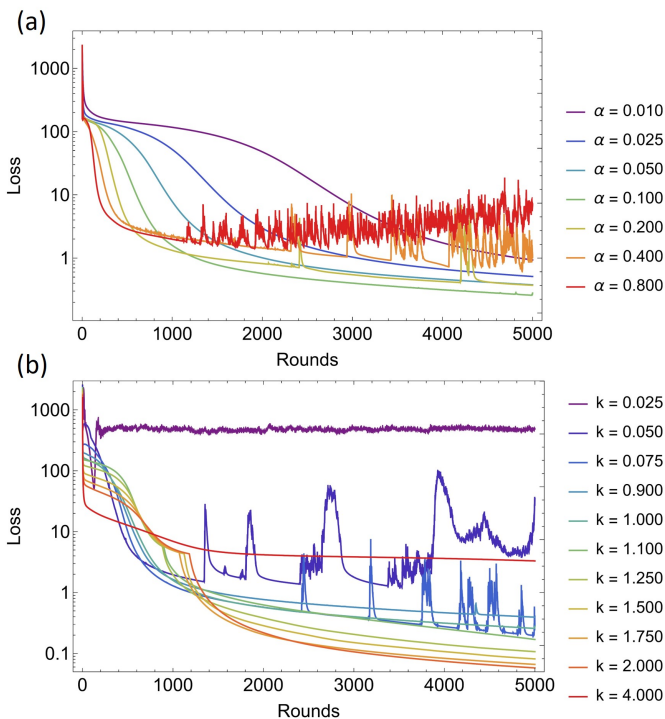 (a)
1000
100
10
1
Loss
0
1000
2000
3000
4000
5000
Rounds
α = 0.010
α = 0.025
α = 0.050
α = 0.100
α = 0.200
α = 0.400
α = 0.800
(b)
1000
100
10
1
0.1
Loss
0
1000
2000
3000
4000
5000
Rounds
k = 0.025
k = 0.050
k = 0.075
k = 0.900
k = 1.000
k = 1.100
k = 1.250
k = 1.500
k = 1.750
k = 2.000
k = 4.000